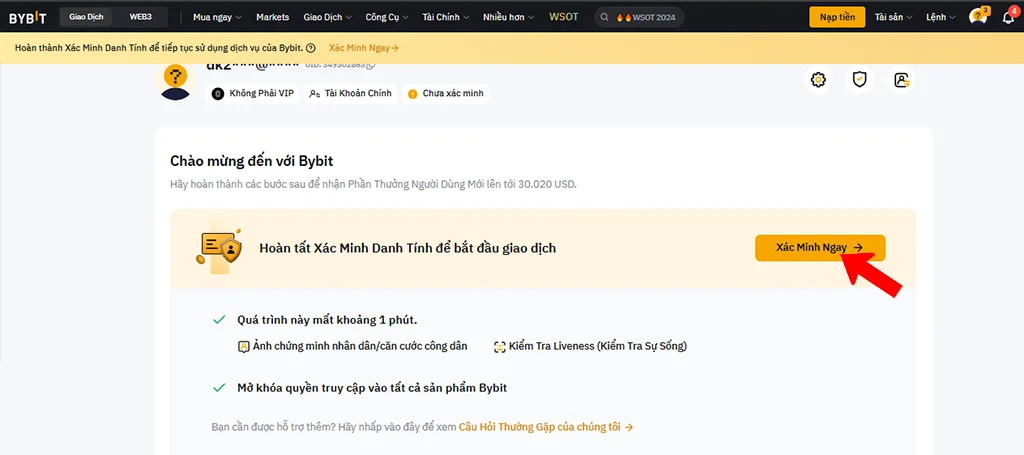 BYBIT Giao Dịch WEB3 Mua ngay Markets Giao Dịch Công Cụ Tài Chính Nhiều hơn WSOT WSOT 2024 Nạp tiền Tài sản Lệnh 3 4
Hoàn thành Xác Minh Danh Tính để tiếp tục sử dụng dịch vụ của Bybit. Xác Minh Ngay →
dk2***@**** UID: 349302863
0 Không Phải VIP Tài Khoản Chính Chưa xác minh
Chào mừng đến với Bybit
Hãy hoàn thành các bước sau để nhận Phần Thưởng Người Dùng Mới lên tới 30.020 USD.
Hoàn tất Xác Minh Danh Tính để bắt đầu giao dịch Xác Minh Ngay →
Quá trình này mất khoảng 1 phút.
Ảnh chứng minh nhân dân/căn cước công dân Kiểm Tra Liveness (Kiểm Tra Sự Sống)
Mở khóa quyền truy cập vào tất cả sản phẩm Bybit
Bạn cần được hỗ trợ thêm? Hãy nhấp vào đây để xem Câu Hỏi Thường Gặp của chúng tôi →